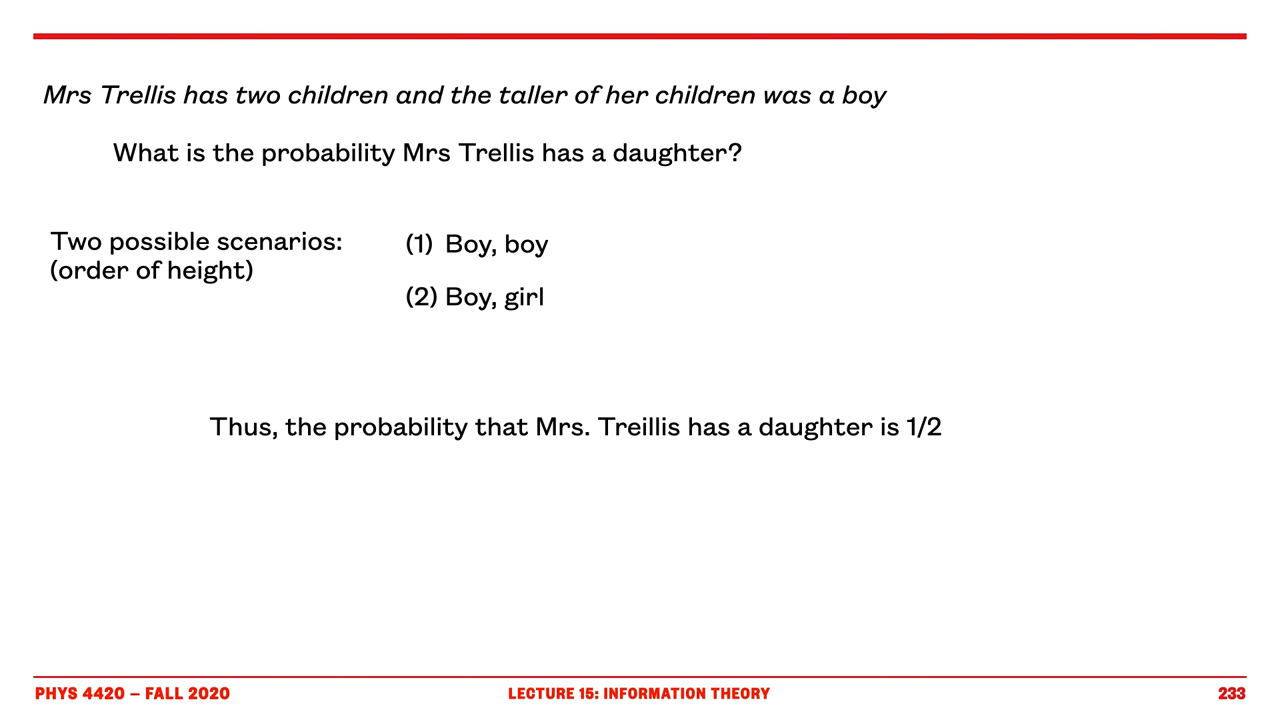 Mrs Trellis has two children and the taller of her children was a boy
What is the probability Mrs Trellis has a daughter?
Two possible scenarios:
(order of height)
(1) Boy, boy
(2) Boy, girl
Thus, the probability that Mrs. Treillis has a daughter is 1/2
PHYS 4420 – FALL 2020
LECTURE 15: INFORMATION THEORY
233